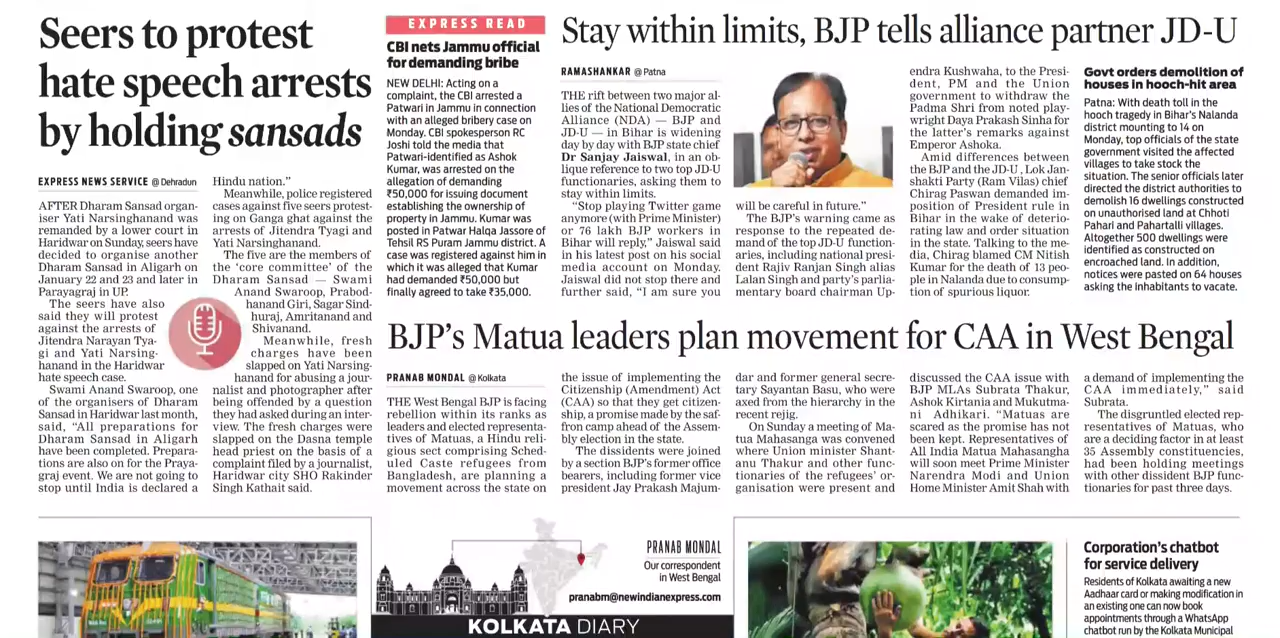 Seers to protest
hate speech arrests
by holding sansads
EXPRESS NEWS SERVICE @ Dehradun
AFTER Dharam Sansad organ-
iser Yati Narsinghanand was
remanded by a lower court in
Haridwar on Sunday, seers have
decided to organise another
Dharam Sansad in Aligarh on
January 22 and 23 and later in
Parayagraj in UP.
The seers have also
said they will protest
against the arrests of
Jitendra Narayan Tya-
gi and Yati Narsing-
hanand in the Haridwar
hate speech case.
Swami Anand Swaroop, one
of the organisers of Dharam
Sansad in Haridwar last month,
said, “All preparations for
Dharam Sansad in Aligarh
have been completed. Prepara-
tions are also on for the Praya-
graj event. We are not going to
stop until India is declared a
Hindu nation.”
Meanwhile, police registered
cases against five seers protest-
ing on Ganga ghat against the
arrests of Jitendra Tyagi and
Yati Narsinghanand.
The five are the members of
the ‘core committee’ of the
Dharam Sansad — Swami
Anand Swaroop, Prabod-
hanand Giri, Sagar Sind-
huraj, Amritanand and
Shivanand.
Meanwhile, fresh
charges have been
slapped on Yati Narsing-
hanand for abusing a jour-
nalist and photographer after
being offended by a question
they had asked during an inter-
view. The fresh charges were
slapped on the Dasna temple
head priest on the basis of a
complaint filed by a journalist,
Haridwar city SHO Rakinder
Singh Kathait said.
EXPRESS READ
CBI nets Jammu official
for demanding bribe
NEW DELHI: Acting on a
complaint, the CBI arrested a
Patwari in Jammu in connection
with an alleged bribery case on
Monday. CBI spokesperson RC
Joshi told the media that
Patwari-identified as Ashok
Kumar, was arrested on the
allegation of demanding
₹50,000 for issuing document
establishing the ownership of
property in Jammu. Kumar was
posted in Patwar Halqa Jassore of
Tehsil RS Puram Jammu district. A
case was registered against him in
which it was alleged that Kumar
had demanded ₹50,000 but
finally agreed to take ₹35,000.
Stay within limits, BJP tells alliance partner JD-U
RAMASHANKAR @ Patna
THE rift between two major al-
lies of the National Democratic
Alliance (NDA) — BJP and
JD-U — in Bihar is widening
day by day with BJP state chief
Dr Sanjay Jaiswal, in an ob-
lique reference to two top JD-U
functionaries, asking them to
stay within limits.
“Stop playing Twitter game
anymore (with Prime Minister)
or 76 lakh BJP workers in
Bihar will reply,” Jaiswal said
in his latest post on his social
media account on Monday.
Jaiswal did not stop there and
further said, “I am sure you
will be careful in future.”
The BJP’s warning came as
response to the repeated de-
mand of the top JD-U function-
aries, including national presi-
dent Rajiv Ranjan Singh alias
Lalan Singh and party’s parlia-
mentary board chairman Up-
endra Kushwaha, to the Presi-
dent, PM and the Union
government to withdraw the
Padma Shri from noted play-
wright Daya Prakash Sinha for
the latter’s remarks against
Emperor Ashoka.
Amid differences between
the BJP and the JD-U , Lok Jan-
shakti Party (Ram Vilas) chief
Chirag Paswan demanded im-
position of President rule in
Bihar in the wake of deterio-
rating law and order situation
in the state. Talking to the me-
dia, Chirag blamed CM Nitish
Kumar for the death of 13 peo-
ple in Nalanda due to consump-
tion of spurious liquor.
Govt orders demolition of
houses in hooch-hit area
Patna: With death toll in the
hooch tragedy in Bihar’s Nalanda
district mounting to 14 on
Monday, top officials of the state
government visited the affected
villages to take stock the
situation. The senior officials later
directed the district authorities to
demolish 16 dwellings constructed
on unauthorised land at Chhoti
Pahari and Pahartalli villages.
Altogether 500 dwellings were
identified as constructed on
encroached land. In addition,
notices were pasted on 64 houses
asking the inhabitants to vacate.
BJP’s Matua leaders plan movement for CAA in West Bengal
PRANAB MONDAL @ Kolkata
THE West Bengal BJP is facing
rebellion within its ranks as
leaders and elected representa-
tives of Matuas, a Hindu reli-
gious sect comprising Sched-
uled Caste refugees from
Bangladesh, are planning a
movement across the state on
the issue of implementing the
Citizenship (Amendment) Act
(CAA) so that they get citizen-
ship, a promise made by the saf-
fron camp ahead of the Assem-
bly election in the state.
The dissidents were joined
by a section BJP’s former office
bearers, including former vice
president Jay Prakash Majum-
dar and former general secre-
tary Sayantan Basu, who were
axed from the hierarchy in the
recent rejig.
On Sunday a meeting of Ma-
tua Mahasanga was convened
where Union minister Shant-
anu Thakur and other func-
tionaries of the refugees’ or-
ganisation were present and
discussed the CAA issue with
BJP MLAs Subrata Thakur,
Ashok Kirtania and Mukutma-
ni Adhikari. “Matuas are
scared as the promise has not
been kept. Representatives of
All India Matua Mahasangha
will soon meet Prime Minister
Narendra Modi and Union
Home Minister Amit Shah with
a demand of implementing the
CAA immediately,” said
Subrata.
The disgruntled elected rep-
resentatives of Matuas, who
are a deciding factor in at least
35 Assembly constituencies,
had been holding meetings
with other dissident BJP func-
tionaries for past three days.
PRANAB MONDAL
Our correspondent
in West Bengal
pranabm@newindianexpress.com
KOLKATA DIARY
Corporation’s chatbot
for service delivery
Residents of Kolkata awaiting a new
Aadhaar card or making modification in
an existing one can now book
appointments through a WhatsApp
chatbot run by the Kolkata Municipal